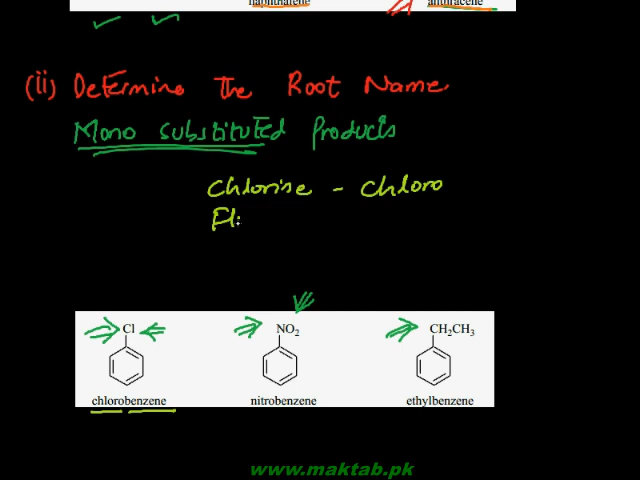 naphthalene anthracene
(ii) Determine The Root Name
Mono substituted Products
Chlorine - Chloro
Fl
Cl NO2 CH2CH3
chlorobenzene nitrobenzene ethylbenzene
www.maktab.pk